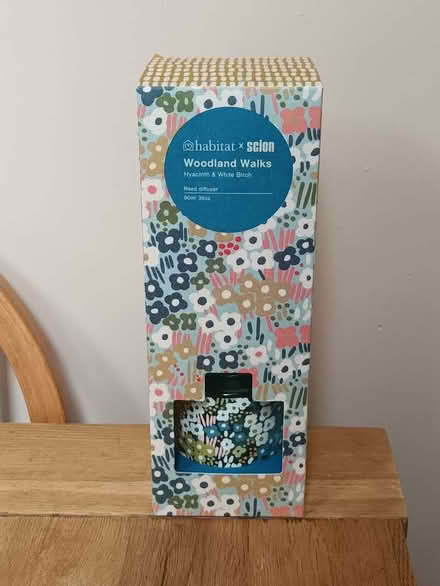 habitat x scion
Woodland Walks
Hyacinth & White Birch
Reed diffuser